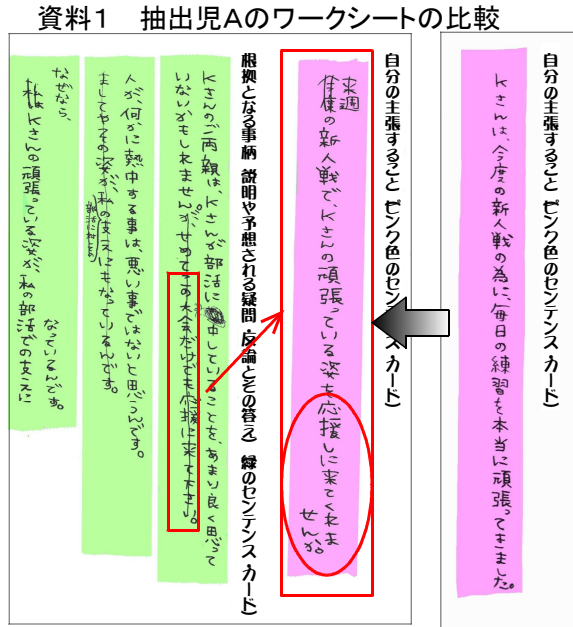 資料1 抽出児Aのワークシートの比較
自分の主張すること(ピンク色のセンテンス・カード)
Kさんは、今度の新人戦の為に、毎日の練習を本当に頑張ってきました。
自分の主張すること(ピンク色のセンテンス・カード)
来週
の新人戦で、Kさんの頑張っている姿を応援しに来てくれま
せんか。
根拠となる事柄(説明や予想される疑問・反論とその答え)(緑のセンテンス・カード)
Kさんのご両親は、Kさんが部活に中していることを、あまり良く思って
いないかもしれませんが、せめてこの大会だけでも応援に来て下さい。
人が、何かに熱中する事は、悪い事ではないと思うんです。
ましてやその姿が、私の支えにもなっているんです。
なぜなら、
私はKさんの頑張っている姿が、私の部活での支えに
なっているんです。